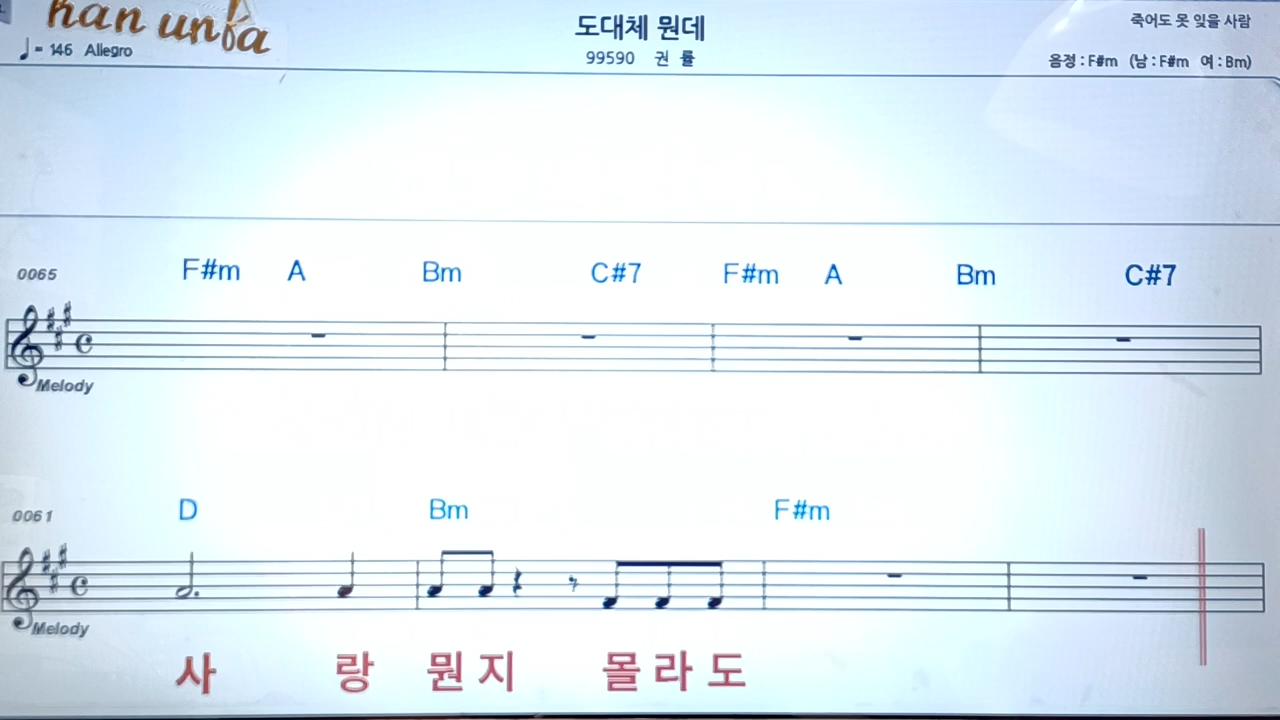 han unfa
♩= 146 Allegro
도대체 뭔데
99590 권 률
죽어도 못 잊을 사람
음정 : F#m (남 : F#m 여 : Bm)
0065 F#m A Bm C#7 F#m A Bm C#7
Melody
0061 D Bm F#m
Melody
사 랑 뭔 지 몰 라 도